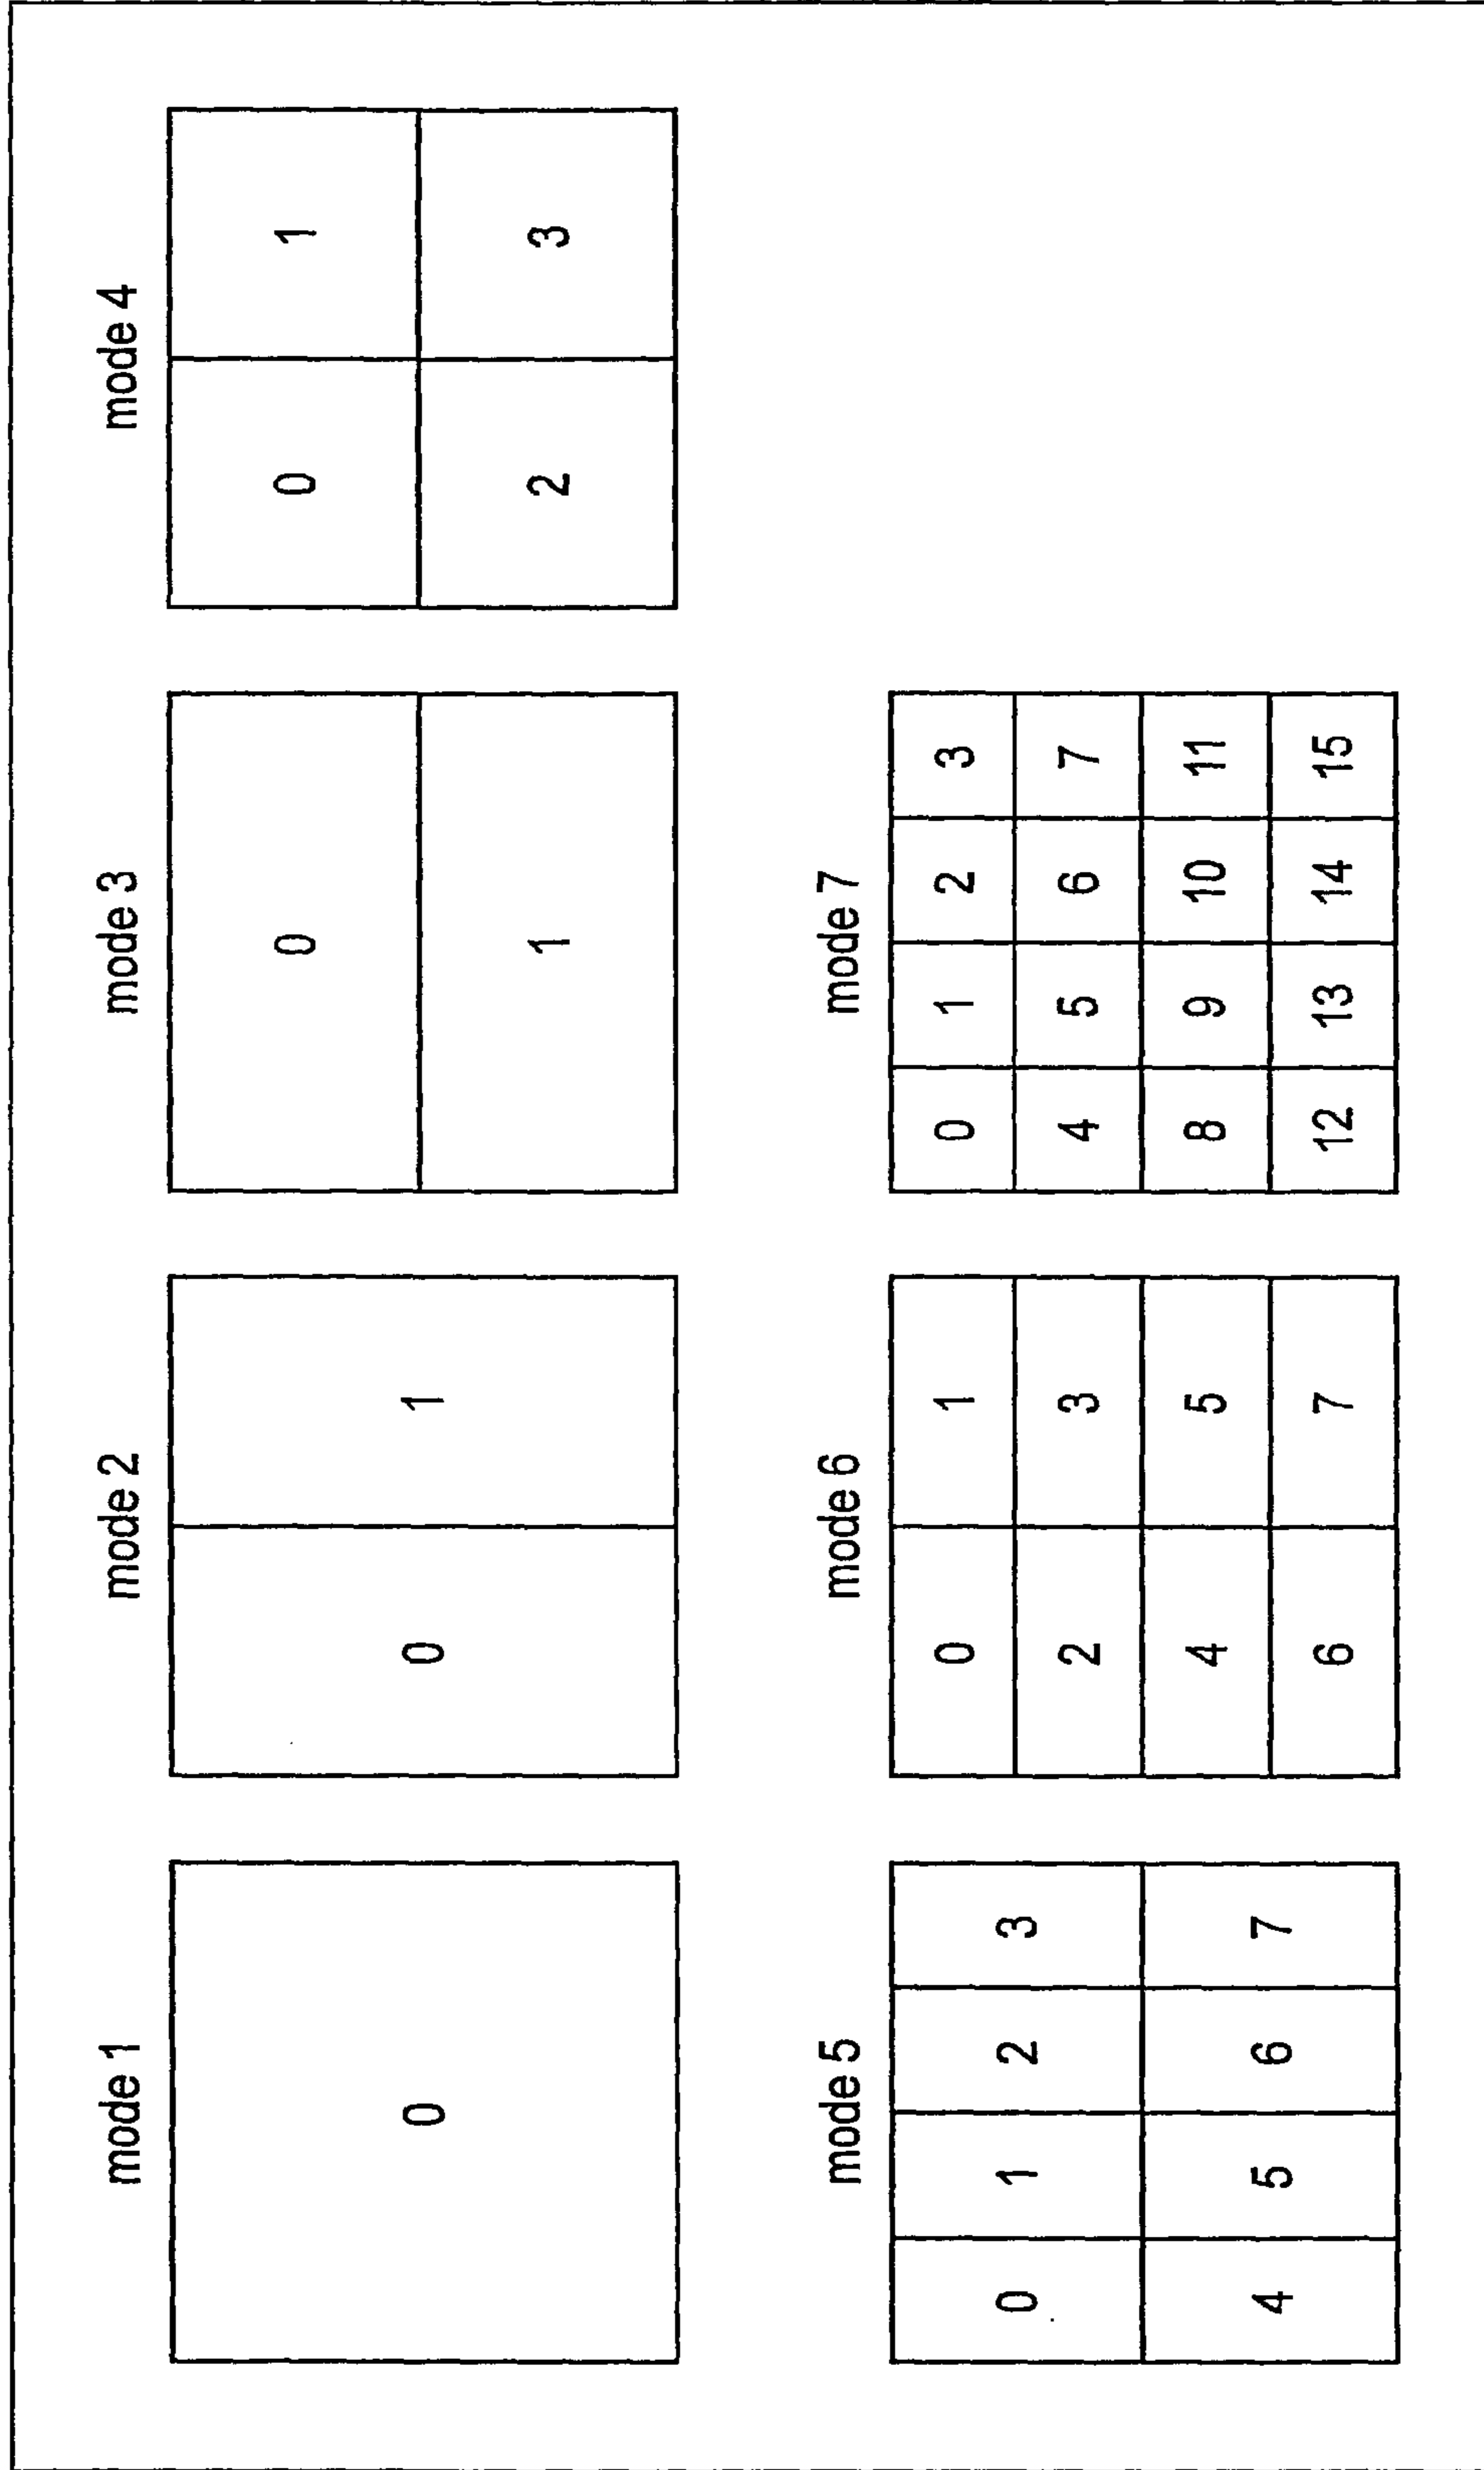 mode 1
0
mode 2
0 1
mode 3
0
1
mode 4
0 1
2 3
mode 5
0 1 2 3
4 5 6 7
mode 6
0 1
2 3
4 5
6 7
mode 7
0 1 2 3
4 5 6 7
8 9 10 11
12 13 14 15